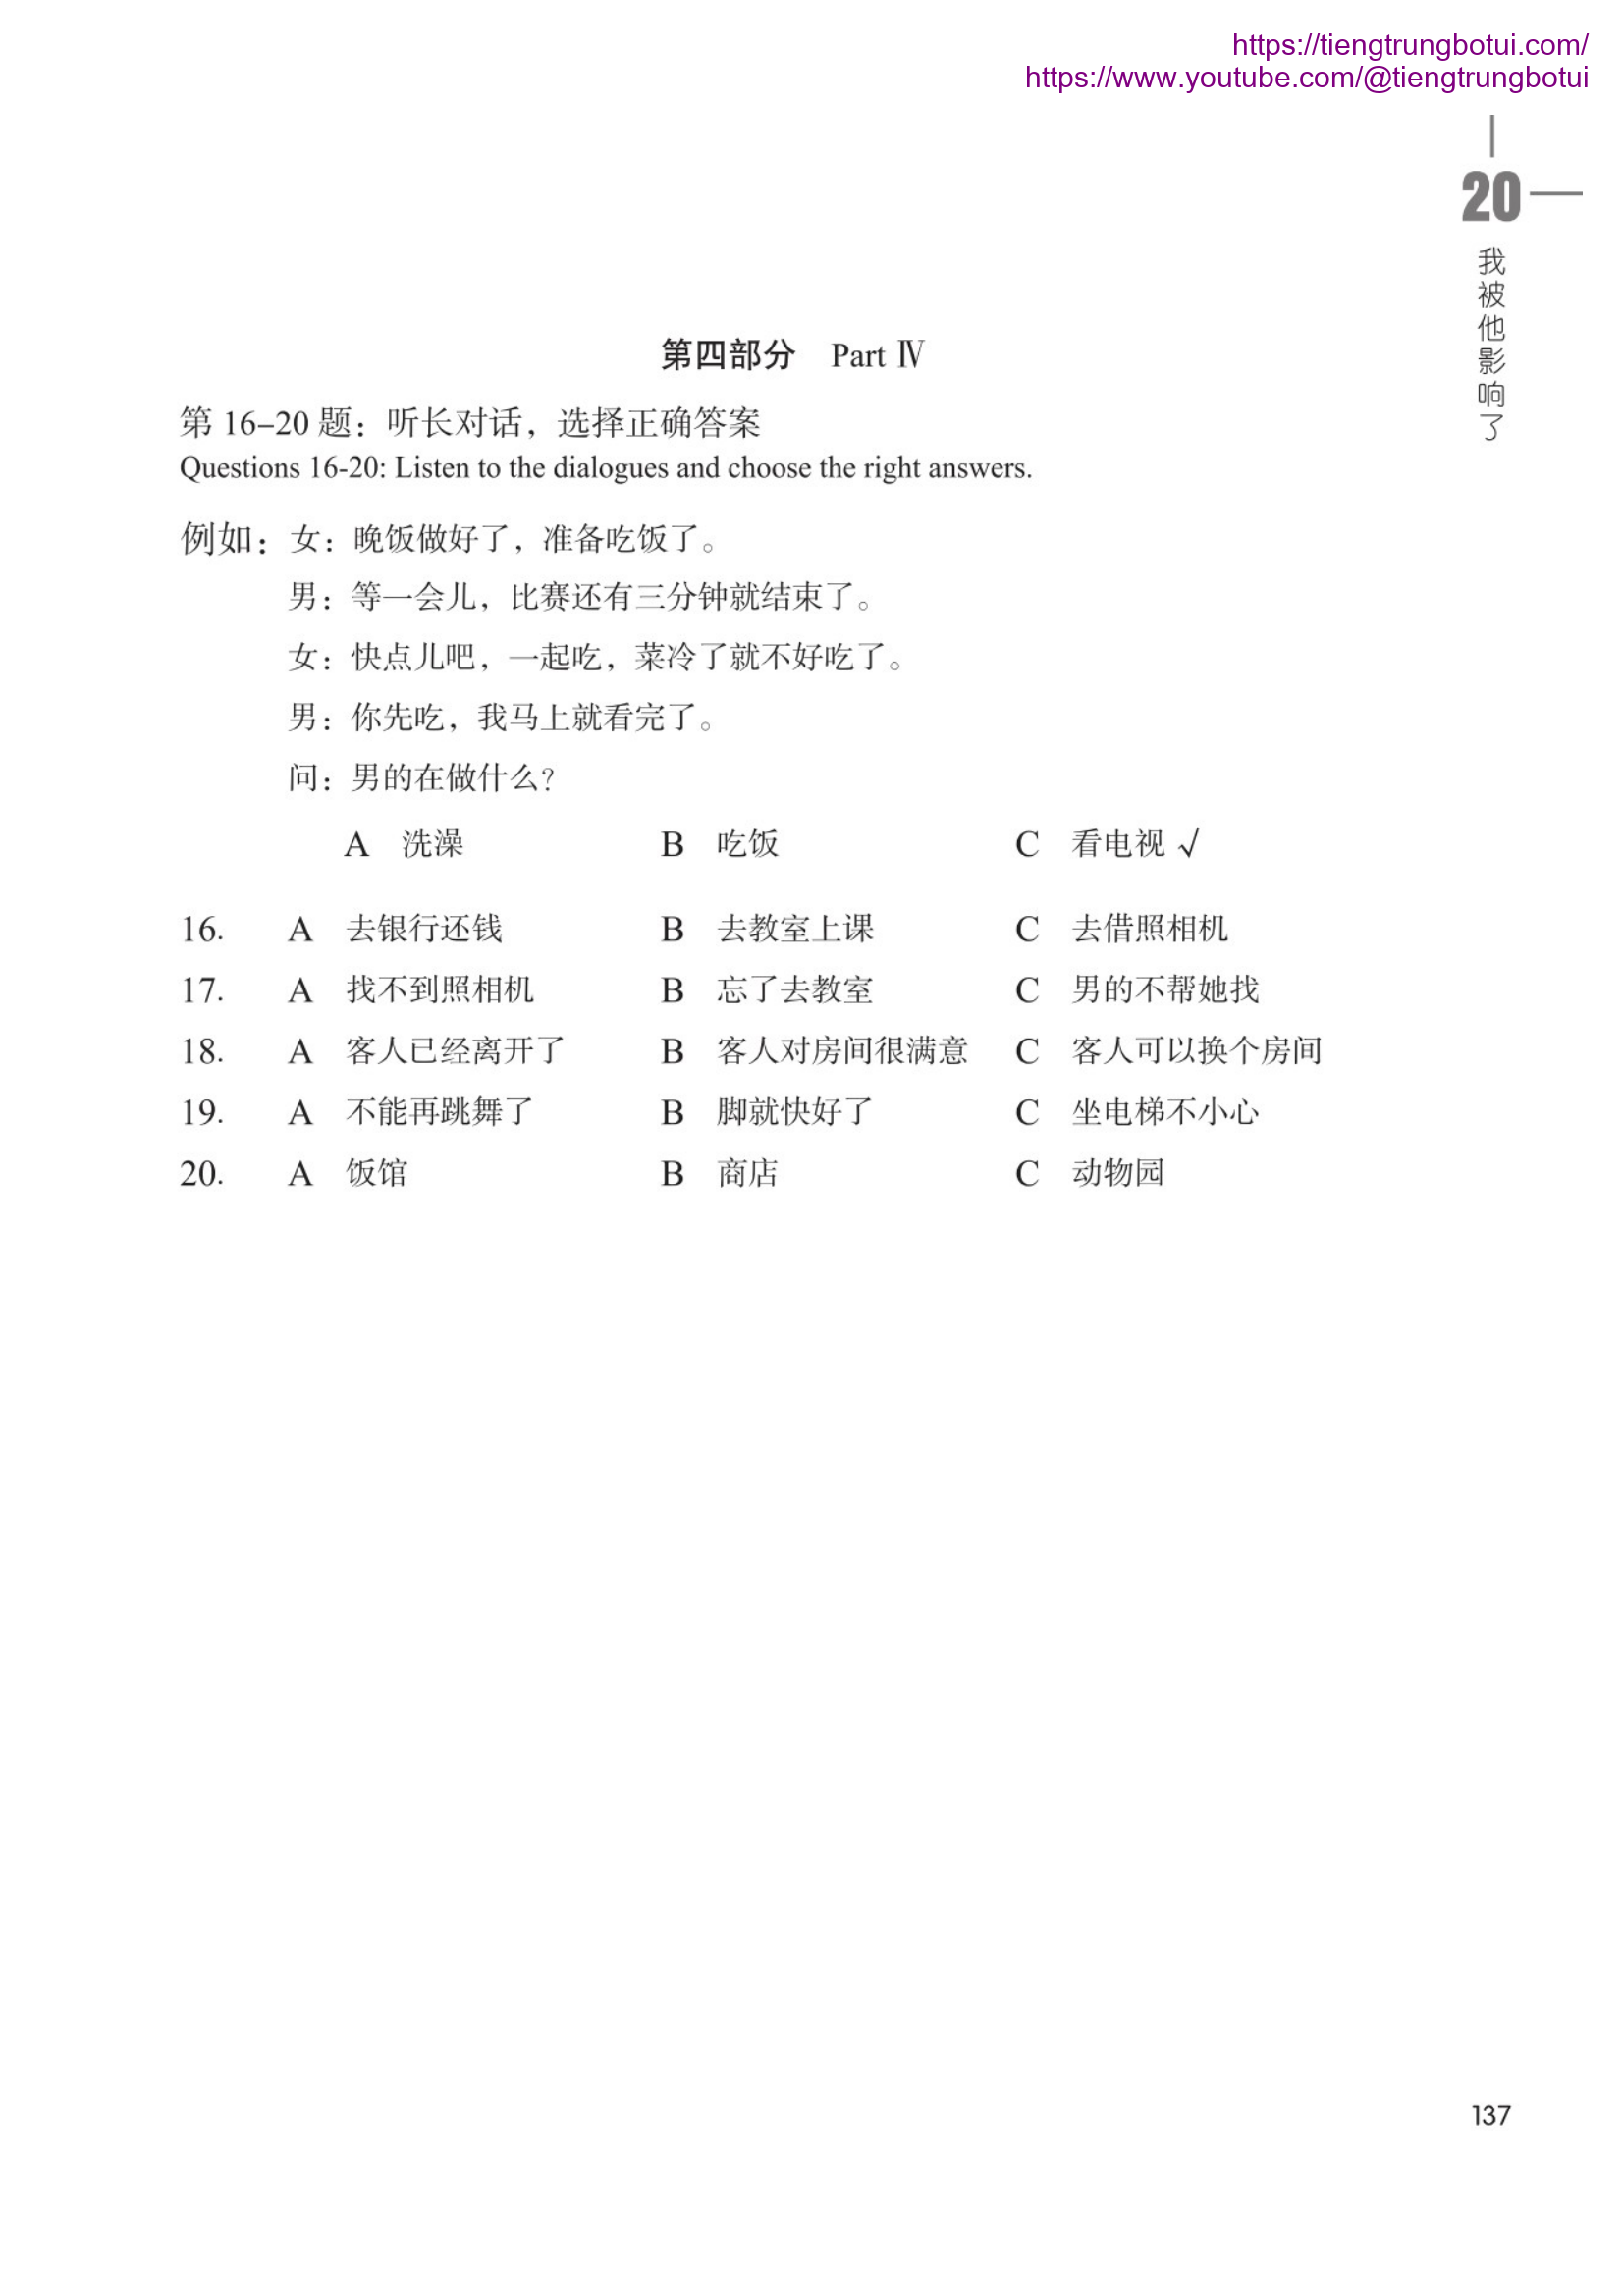 https://tiengtrungbotui.com/
https://www.youtube.com/@tiengtrungbotui
20
我被他影响了
第四部分 Part Ⅳ
第 16–20 题：听长对话，选择正确答案
Questions 16-20: Listen to the dialogues and choose the right answers.
例如：女：晚饭做好了，准备吃饭了。
男：等一会儿，比赛还有三分钟就结束了。
女：快点儿吧，一起吃，菜冷了就不好吃了。
男：你先吃，我马上就看完了。
问：男的在做什么？
A 洗澡 B 吃饭 C 看电视 √
16. A 去银行还钱 B 去教室上课 C 去借照相机
17. A 找不到照相机 B 忘了去教室 C 男的不帮她找
18. A 客人已经离开了 B 客人对房间很满意 C 客人可以换个房间
19. A 不能再跳舞了 B 脚就快好了 C 坐电梯不小心
20. A 饭馆 B 商店 C 动物园
137